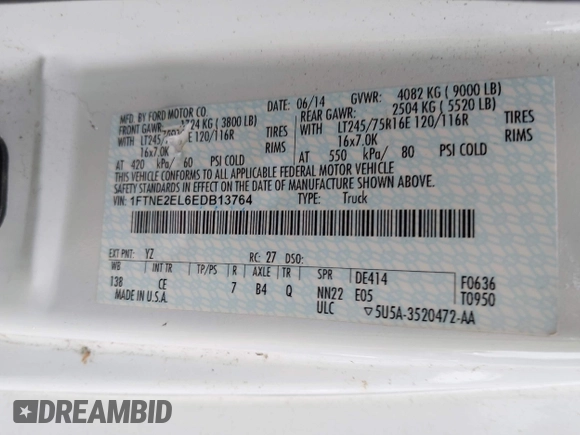 MFD. BY FORD MOTOR CO.
06/14 GVWR: 4082 KG ( 9000 LB)
FRONT GAWR: 24 KG ( 3800 LB) REAR GAWR: 2504 KG ( 5520 LB)
WITH LT245/ E 120/116R TIRES WITH LT245/75R16E 120/116R TIRES
16x7.0K RIMS 16x7.0K RIMS
AT 420 kPa/ 60 PSI COLD AT 550 kPa/ 80 PSI COLD
THIS VEHICLE CONFORMS TO ALL APPLICABLE FEDERAL MOTOR VEHICLE
SAFETY STANDARDS IN EFFECT ON THE DATE OF MANUFACTURE
VIN: 1FTNE2EL6EDB13764 TYPE: Truck
EXT PNT: YZ RC: 27 DSO:
WB INT TR TP/PS R AXLE TR SPR DE414 F0636
138 CE 7 B4 Q NN22 E05 T0950
MADE IN U.S.A. ULC ▽5U5A-3520472-AA
DREAMBID